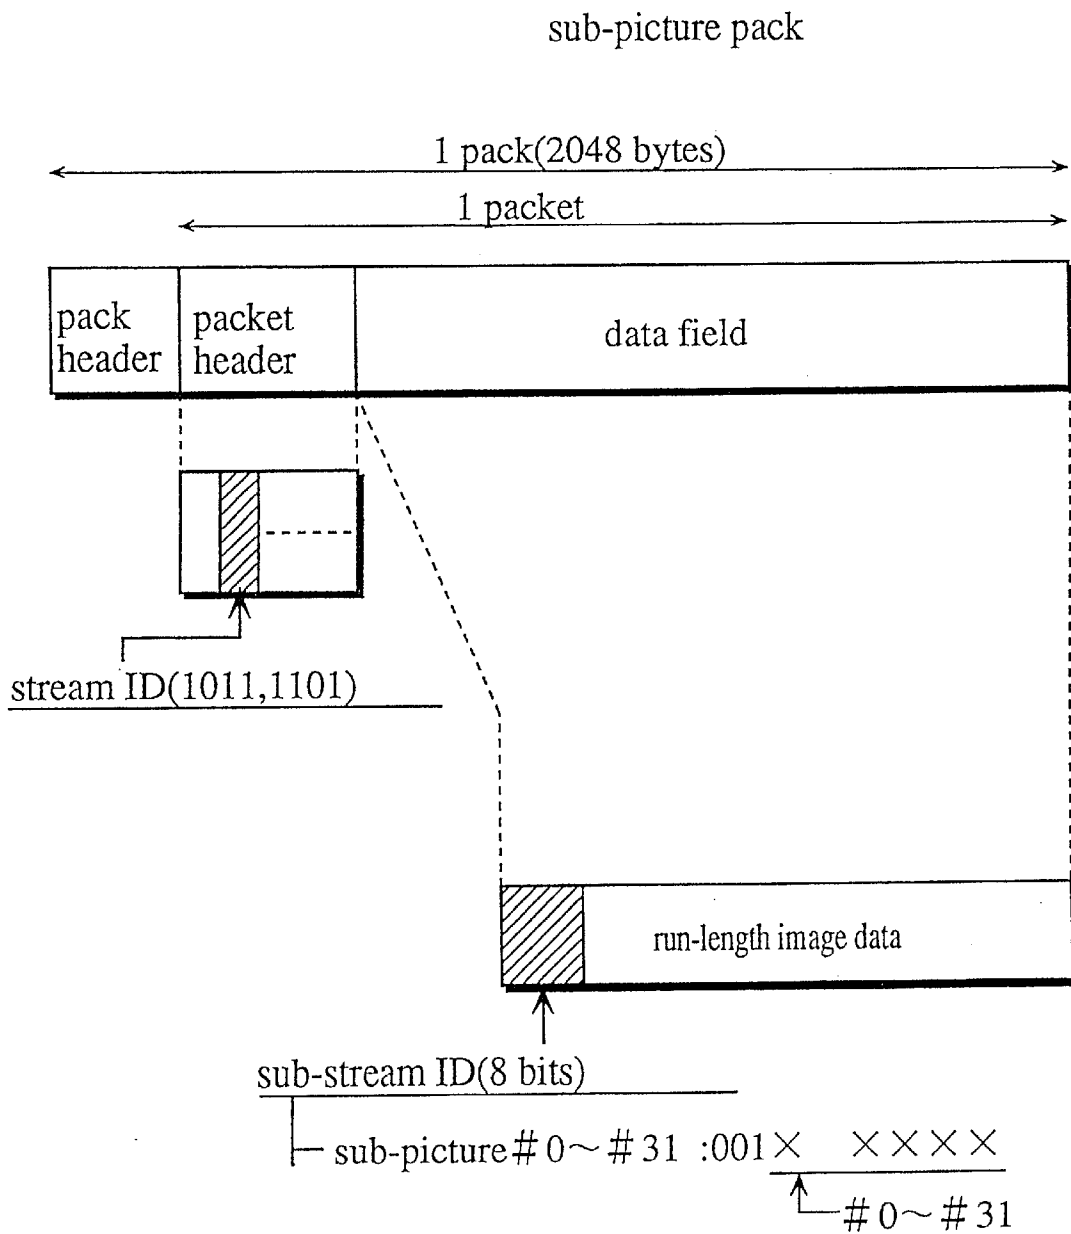 sub-picture pack
1 pack(2048 bytes)
1 packet
pack header
packet header
data field
stream ID(1011,1101)
run-length image data
sub-stream ID(8 bits)
sub-picture#0~#31 :001× ××××
#0~#31